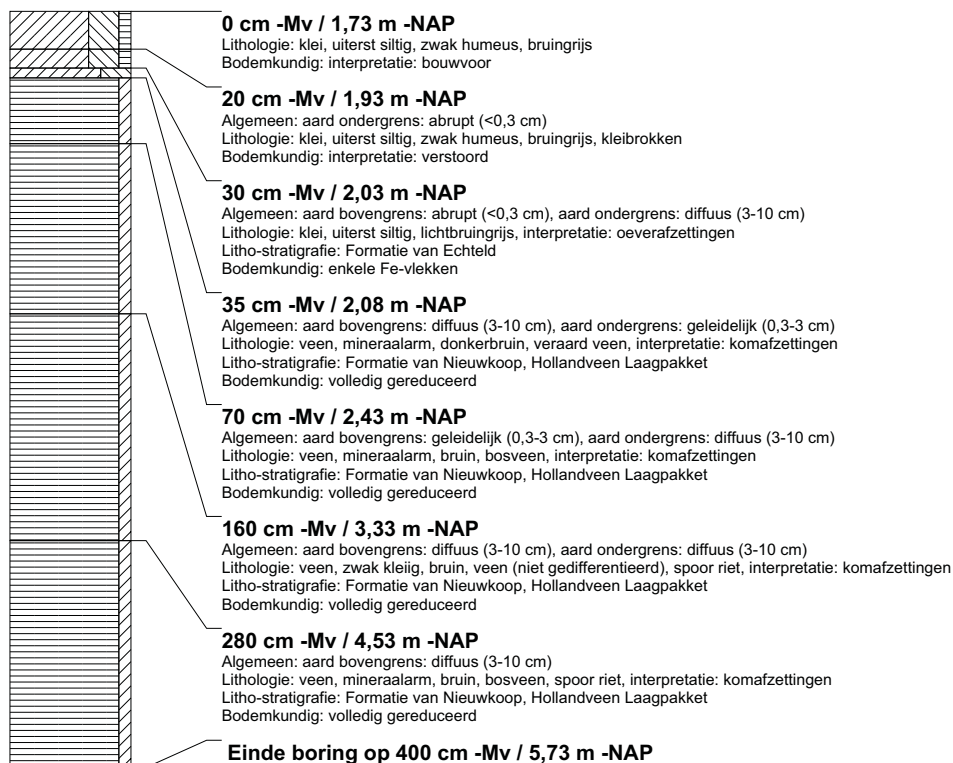 0 cm -Mv / 1,73 m -NAP
Lithologie: klei, uiterst siltig, zwak humeus, bruingrijs
Bodemkundig: interpretatie: bouwvoor
20 cm -Mv / 1,93 m -NAP
Algemeen: aard ondergrens: abrupt (<0,3 cm)
Lithologie: klei, uiterst siltig, zwak humeus, bruingrijs, kleibrokken
Bodemkundig: interpretatie: verstoord
30 cm -Mv / 2,03 m -NAP
Algemeen: aard bovengrens: abrupt (<0,3 cm), aard ondergrens: diffuus (3-10 cm)
Lithologie: klei, uiterst siltig, lichtbruingrijs, interpretatie: oeverafzettingen
Litho-stratigrafie: Formatie van Echteld
Bodemkundig: enkele Fe-vlekken
35 cm -Mv / 2,08 m -NAP
Algemeen: aard bovengrens: diffuus (3-10 cm), aard ondergrens: geleidelijk (0,3-3 cm)
Lithologie: veen, mineraalarm, donkerbruin, veraard veen, interpretatie: komafzettingen
Litho-stratigrafie: Formatie van Nieuwkoop, Hollandveen Laagpakket
Bodemkundig: volledig gereduceerd
70 cm -Mv / 2,43 m -NAP
Algemeen: aard bovengrens: geleidelijk (0,3-3 cm), aard ondergrens: diffuus (3-10 cm)
Lithologie: veen, mineraalarm, bruin, bosveen, interpretatie: komafzettingen
Litho-stratigrafie: Formatie van Nieuwkoop, Hollandveen Laagpakket
Bodemkundig: volledig gereduceerd
160 cm -Mv / 3,33 m -NAP
Algemeen: aard bovengrens: diffuus (3-10 cm), aard ondergrens: diffuus (3-10 cm)
Lithologie: veen, zwak kleiig, bruin, veen (niet gedifferentieerd), spoor riet, interpretatie: komafzettingen
Litho-stratigrafie: Formatie van Nieuwkoop, Hollandveen Laagpakket
Bodemkundig: volledig gereduceerd
280 cm -Mv / 4,53 m -NAP
Algemeen: aard bovengrens: diffuus (3-10 cm)
Lithologie: veen, mineraalarm, bruin, bosveen, spoor riet, interpretatie: komafzettingen
Litho-stratigrafie: Formatie van Nieuwkoop, Hollandveen Laagpakket
Bodemkundig: volledig gereduceerd
Einde boring op 400 cm -Mv / 5,73 m -NAP